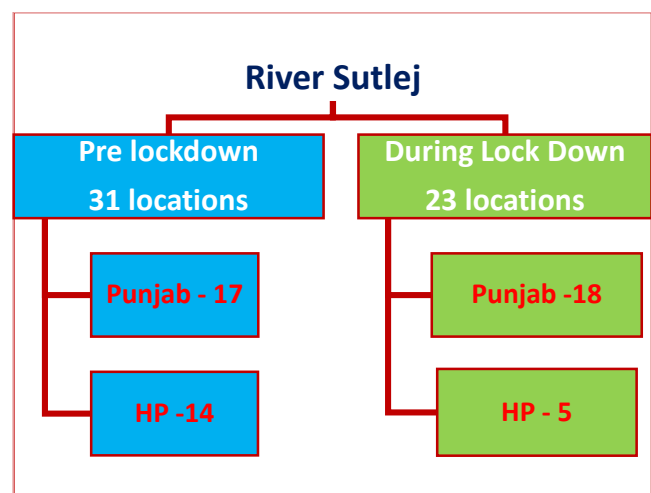 River Sutlej
Pre lockdown
31 locations
Punjab - 17
HP -14
During Lock Down
23 locations
Punjab -18
HP - 5